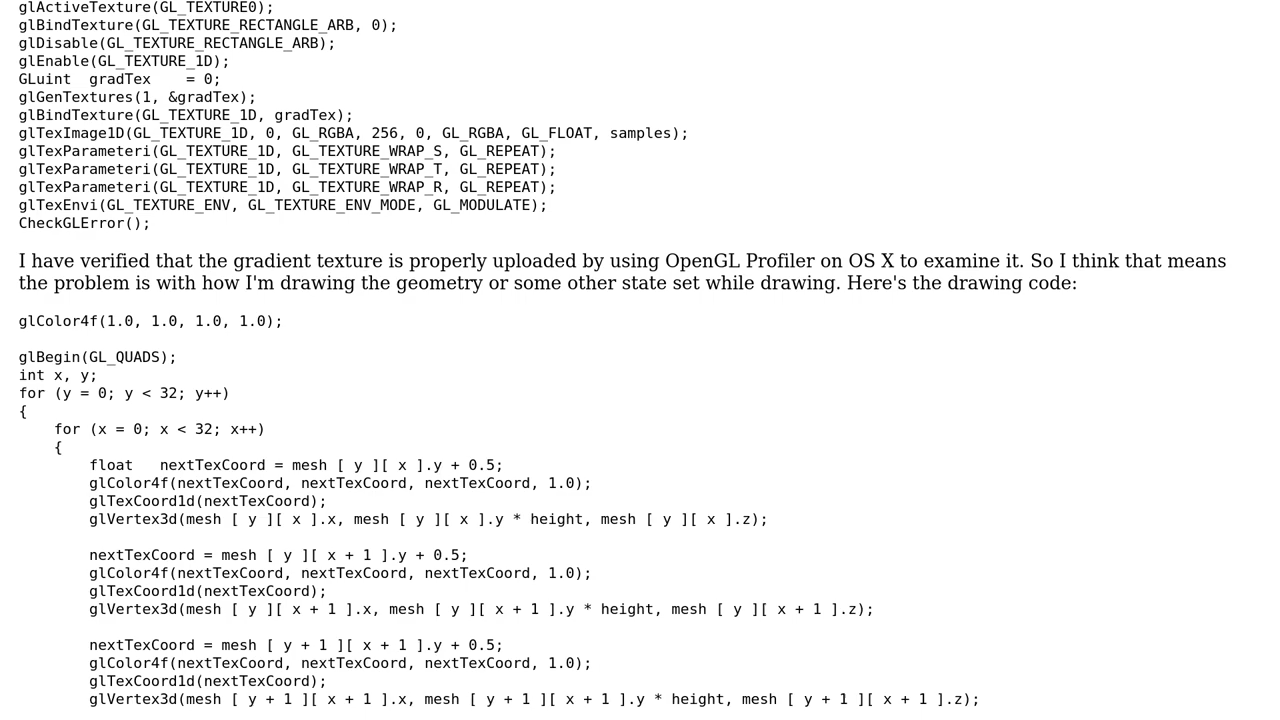 glActiveTexture(GL_TEXTURE0);
glBindTexture(GL_TEXTURE_RECTANGLE_ARB, 0);
glDisable(GL_TEXTURE_RECTANGLE_ARB);
glEnable(GL_TEXTURE_1D);
GLuint  gradTex    = 0;
glGenTextures(1, &gradTex);
glBindTexture(GL_TEXTURE_1D, gradTex);
glTexImage1D(GL_TEXTURE_1D, 0, GL_RGBA, 256, 0, GL_RGBA, GL_FLOAT, samples);
glTexParameteri(GL_TEXTURE_1D, GL_TEXTURE_WRAP_S, GL_REPEAT);
glTexParameteri(GL_TEXTURE_1D, GL_TEXTURE_WRAP_T, GL_REPEAT);
glTexParameteri(GL_TEXTURE_1D, GL_TEXTURE_WRAP_R, GL_REPEAT);
glTexEnvi(GL_TEXTURE_ENV, GL_TEXTURE_ENV_MODE, GL_MODULATE);
CheckGLError();
I have verified that the gradient texture is properly uploaded by using OpenGL Profiler on OS X to examine it. So I think that means
the problem is with how I'm drawing the geometry or some other state set while drawing. Here's the drawing code:
glColor4f(1.0, 1.0, 1.0, 1.0);
glBegin(GL_QUADS);
int x, y;
for (y = 0; y < 32; y++)
{
    for (x = 0; x < 32; x++)
    {
        float   nextTexCoord = mesh [ y ][ x ].y + 0.5;
        glColor4f(nextTexCoord, nextTexCoord, nextTexCoord, 1.0);
        glTexCoord1d(nextTexCoord);
        glVertex3d(mesh [ y ][ x ].x, mesh [ y ][ x ].y * height, mesh [ y ][ x ].z);
        nextTexCoord = mesh [ y ][ x + 1 ].y + 0.5;
        glColor4f(nextTexCoord, nextTexCoord, nextTexCoord, 1.0);
        glTexCoord1d(nextTexCoord);
        glVertex3d(mesh [ y ][ x + 1 ].x, mesh [ y ][ x + 1 ].y * height, mesh [ y ][ x + 1 ].z);
        nextTexCoord = mesh [ y + 1 ][ x + 1 ].y + 0.5;
        glColor4f(nextTexCoord, nextTexCoord, nextTexCoord, 1.0);
        glTexCoord1d(nextTexCoord);
        glVertex3d(mesh [ y + 1 ][ x + 1 ].x, mesh [ y + 1 ][ x + 1 ].y * height, mesh [ y + 1 ][ x + 1 ].z);